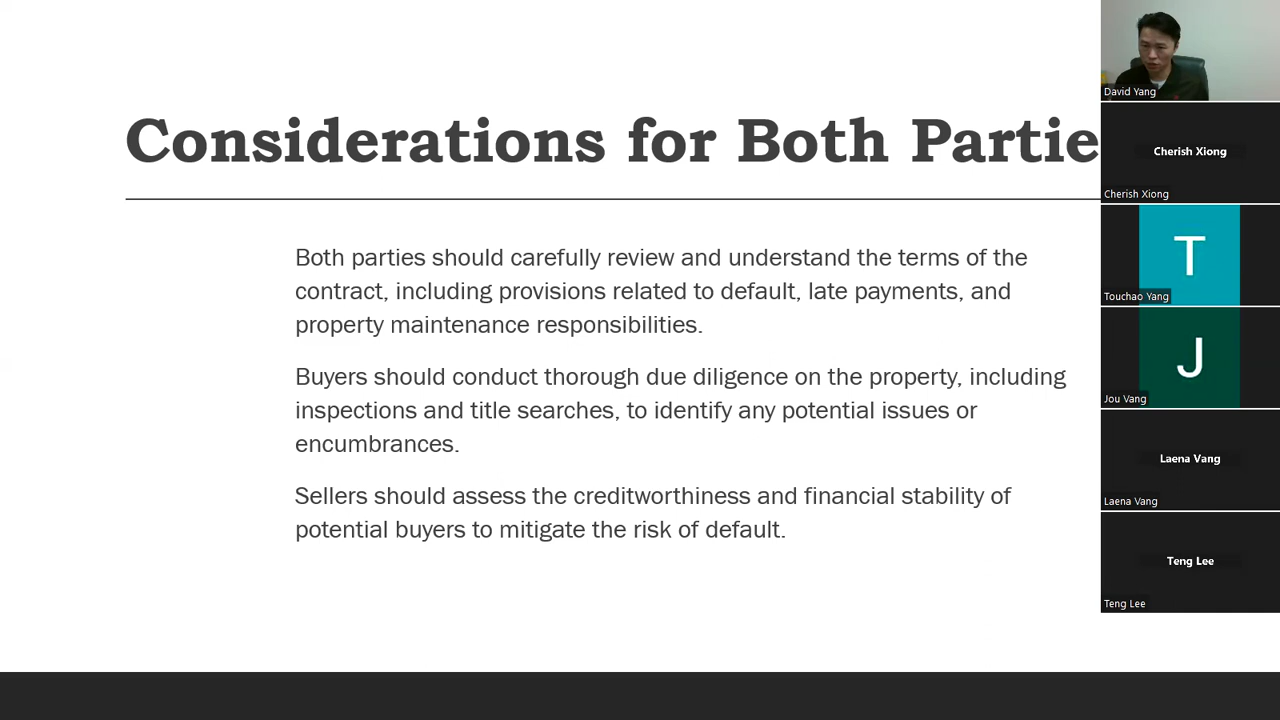 Considerations for Both Partie
Both parties should carefully review and understand the terms of the
contract, including provisions related to default, late payments, and
property maintenance responsibilities.
Buyers should conduct thorough due diligence on the property, including
inspections and title searches, to identify any potential issues or
encumbrances.
Sellers should assess the creditworthiness and financial stability of
potential buyers to mitigate the risk of default.
David Yang
Cherish Xiong
Cherish Xiong
T
Touchao Yang
J
Jou Vang
Laena Vang
Laena Vang
Teng Lee
Teng Lee